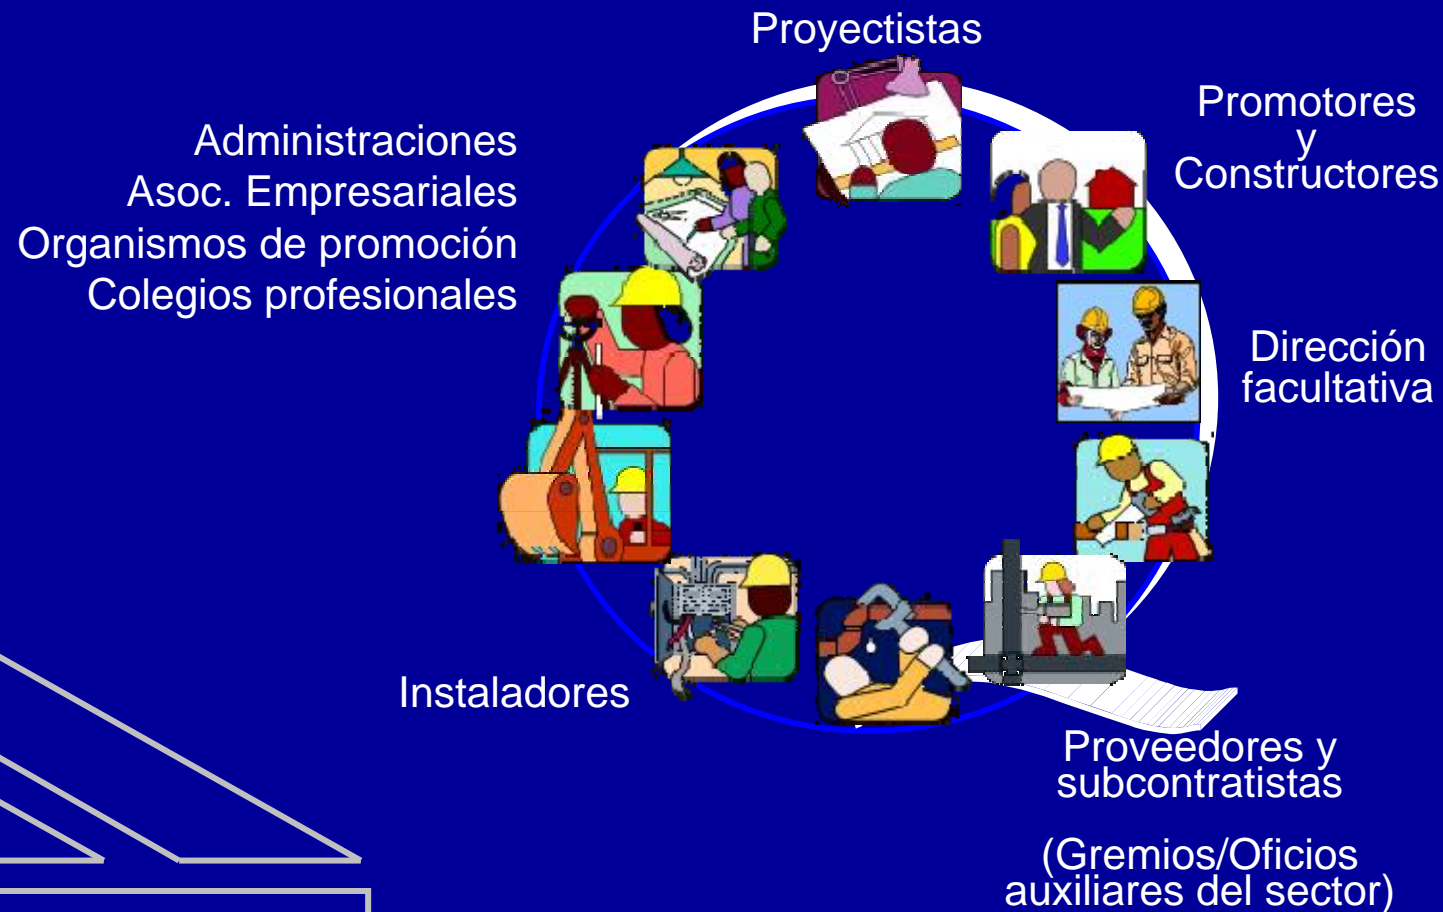 Proyectistas
Promotores
y
Constructores
Administraciones
Asoc. Empresariales
Organismos de promoción
Colegios profesionales
Dirección
facultativa
Instaladores
Proveedores y
subcontratistas
(Gremios/Oficios
auxiliares del sector)